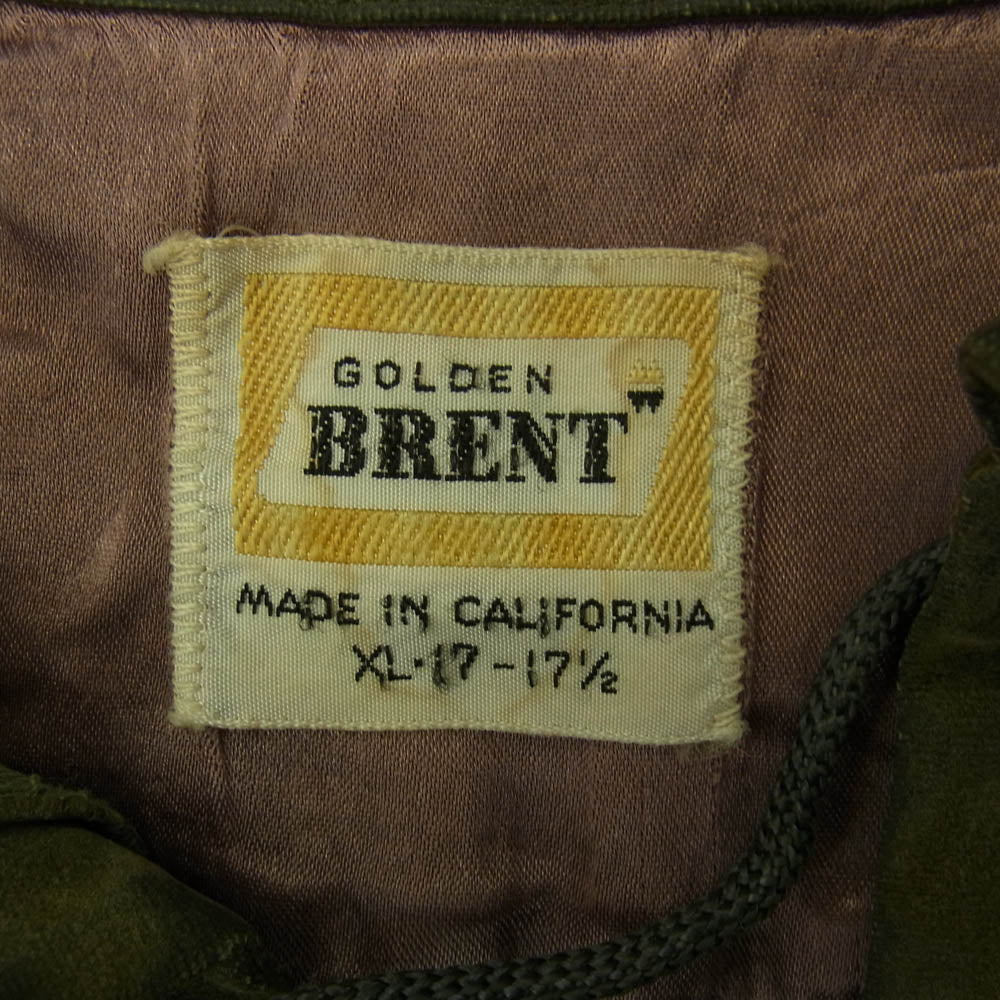 GOLDEN
BRENT
MADE IN CALIFORNIA
XL·17-17½